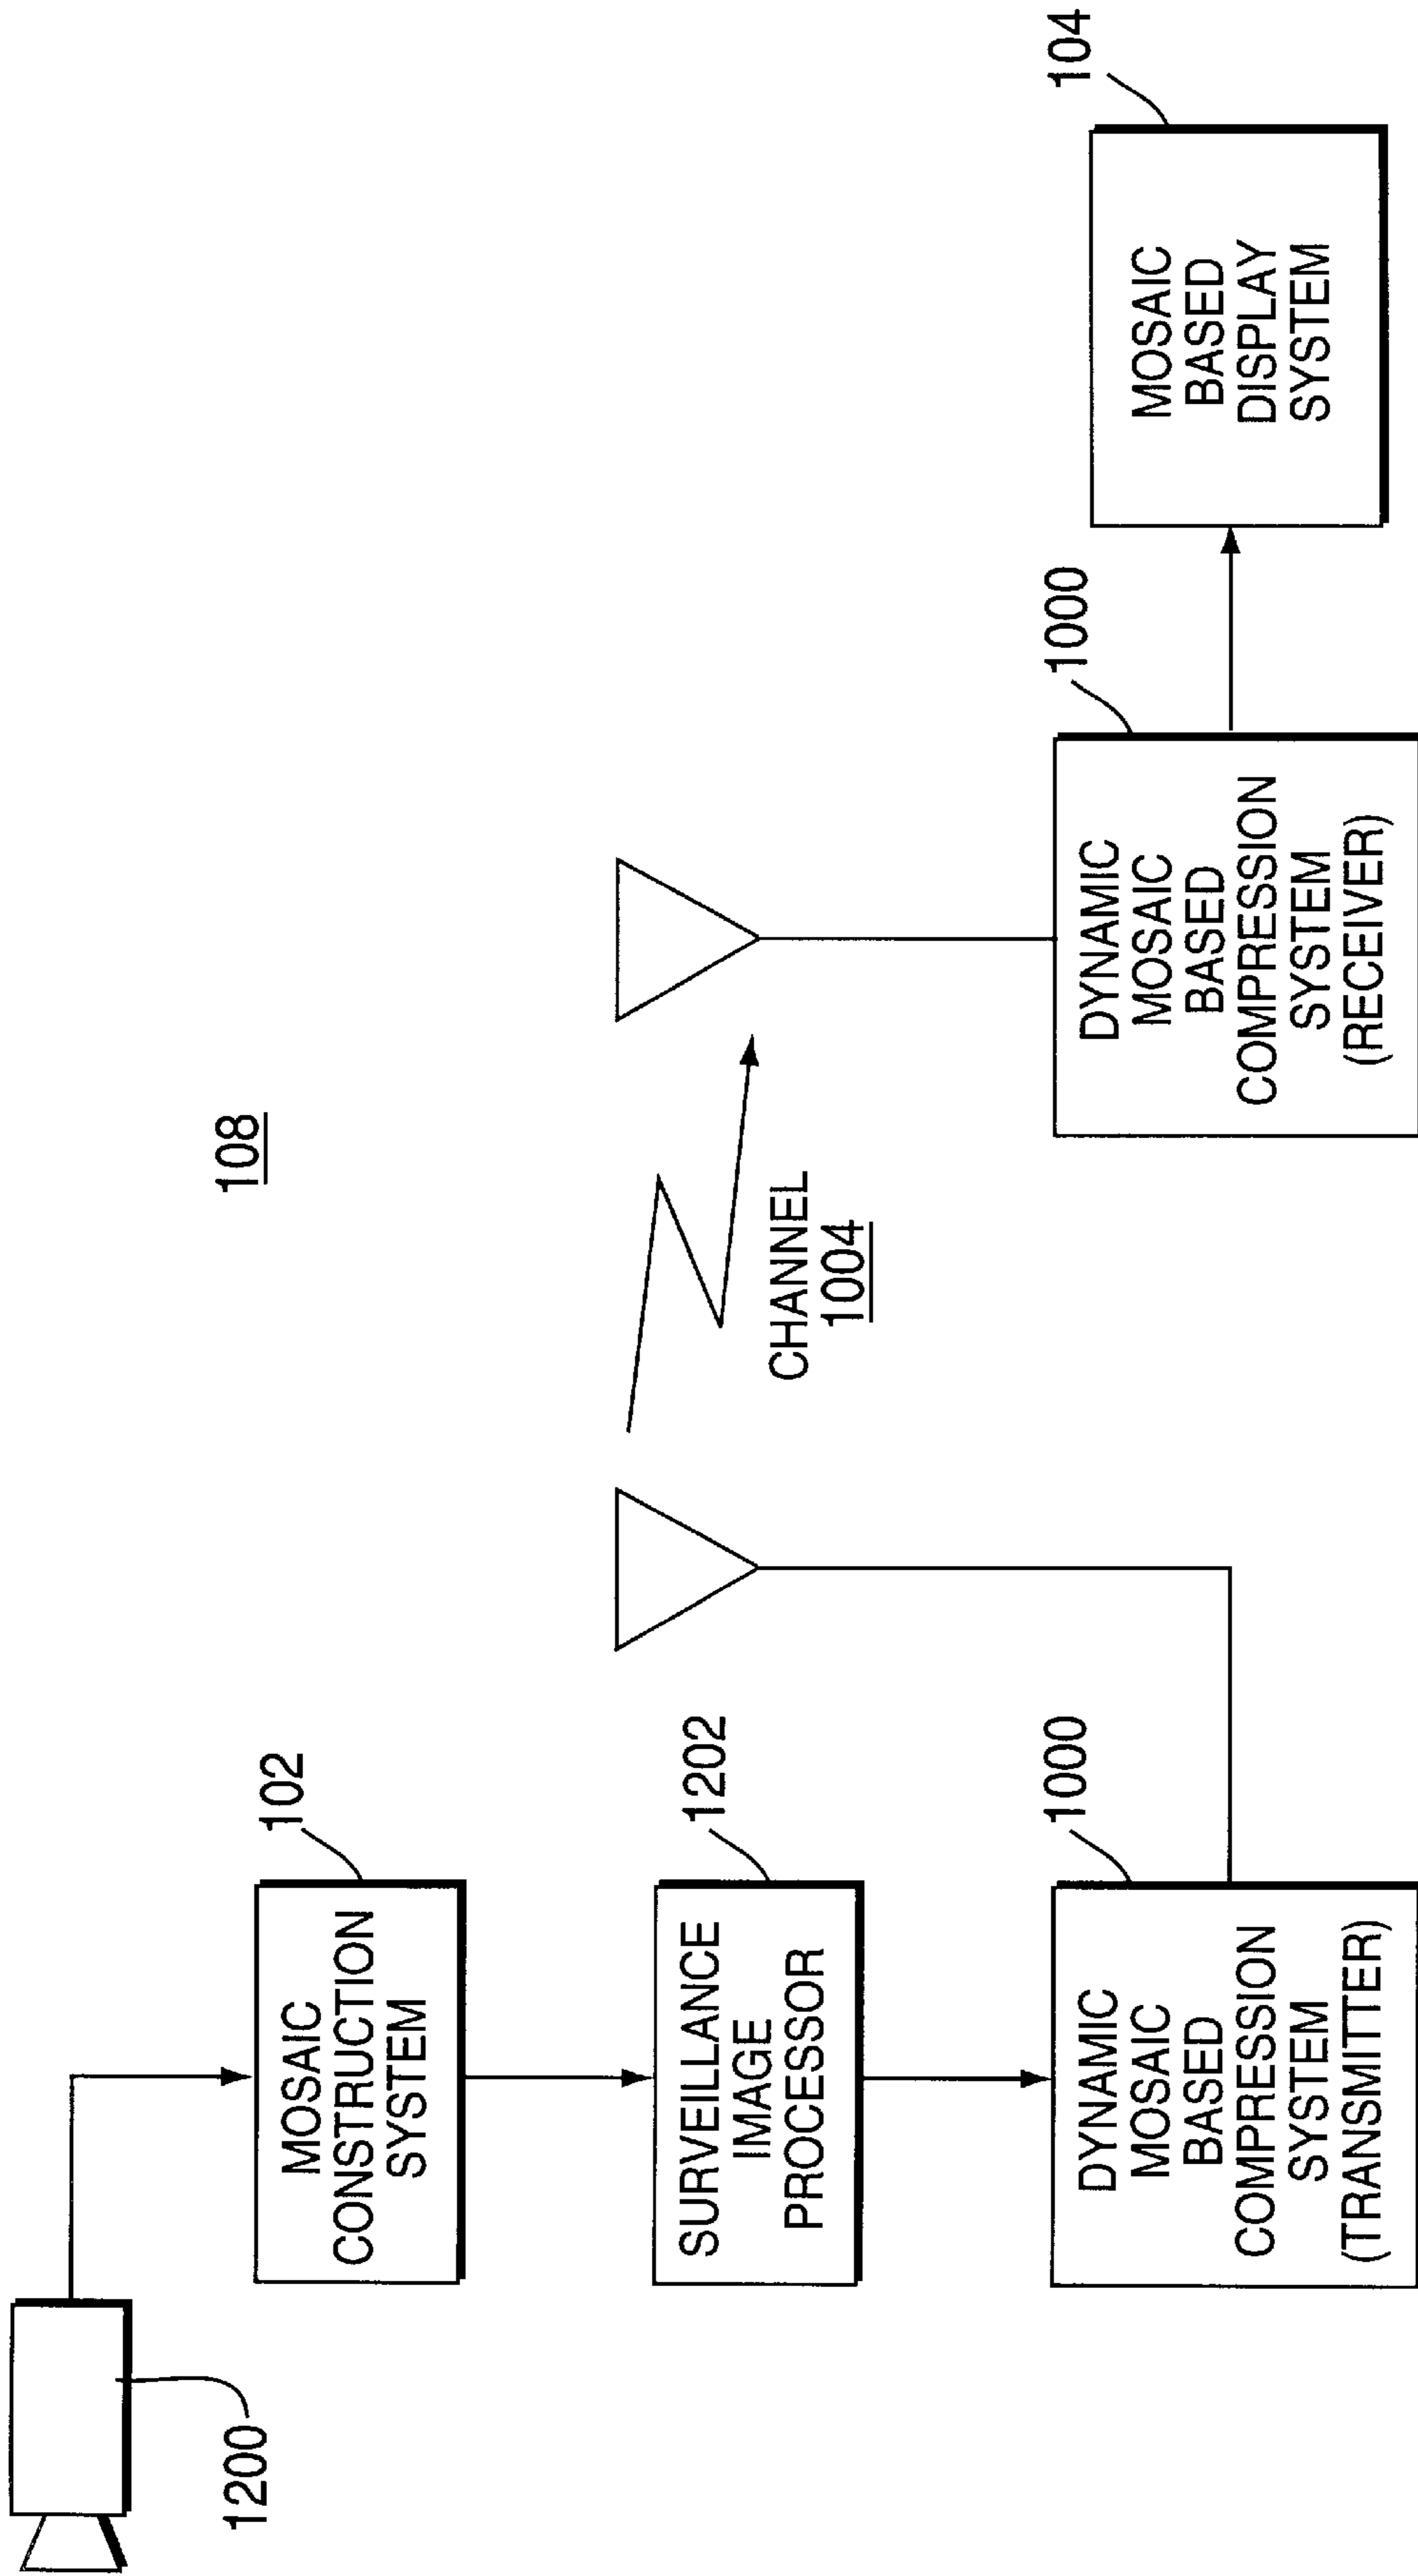 1200
102
MOSAIC
CONSTRUCTION
SYSTEM
1202
SURVEILLANCE
IMAGE
PROCESSOR
1000
DYNAMIC
MOSAIC
BASED
COMPRESSION
SYSTEM
(TRANSMITTER)
108
CHANNEL
1004
1000
DYNAMIC
MOSAIC
BASED
COMPRESSION
SYSTEM
(RECEIVER)
104
MOSAIC
BASED
DISPLAY
SYSTEM